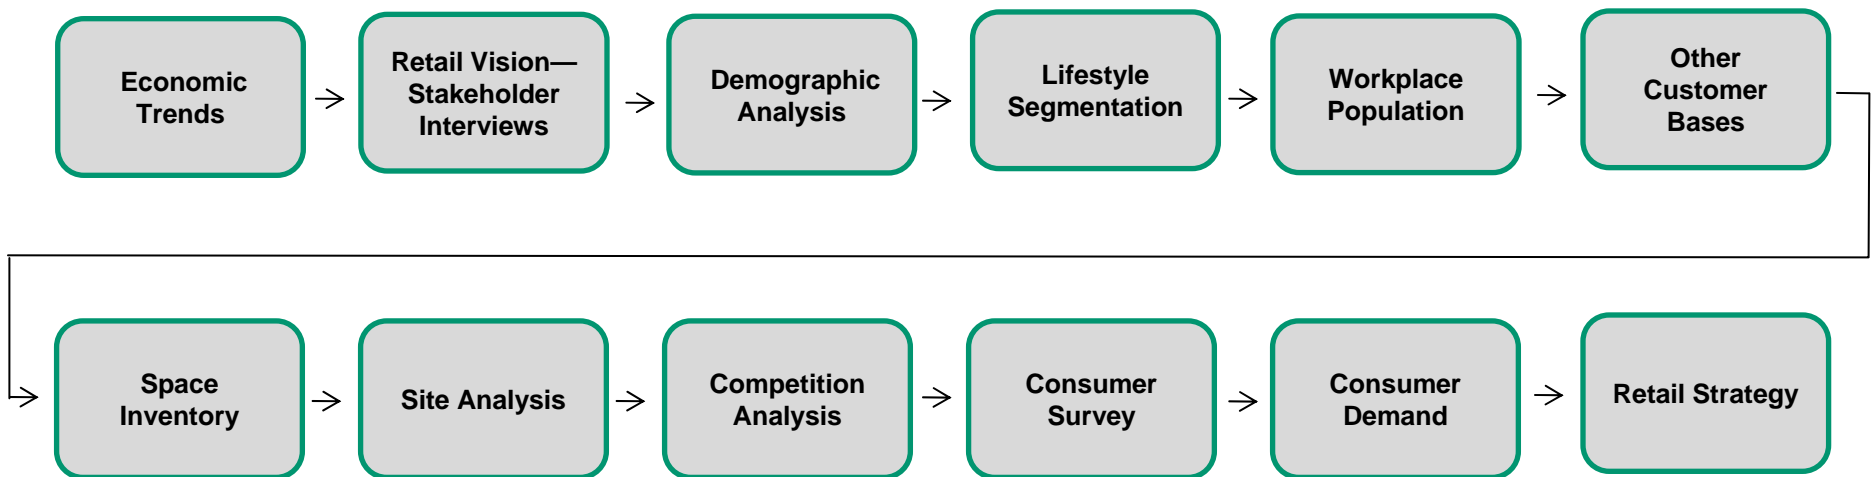 Economic
Trends
Retail Vision—
Stakeholder
Interviews
Demographic
Analysis
Lifestyle
Segmentation
Workplace
Population
Other
Customer
Bases
Space
Inventory
Site Analysis
Competition
Analysis
Consumer
Survey
Consumer
Demand
Retail Strategy